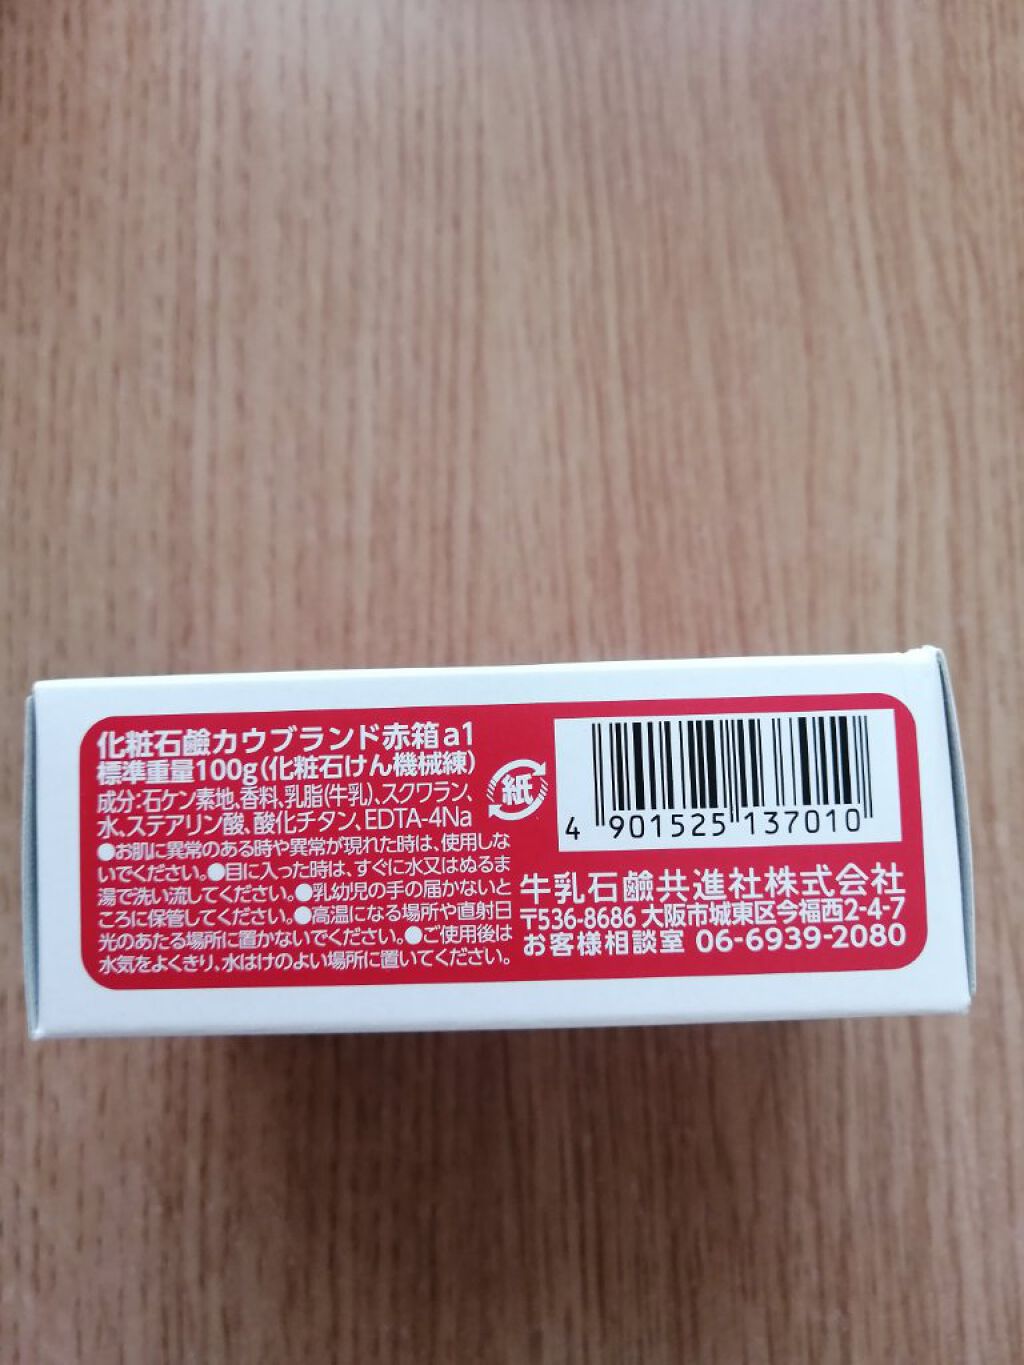 化粧石鹼カウブランド赤箱a1
標準重量100g(化粧石けん機械練)
成分:石ケン素地、香料、乳脂(牛乳)、スクワラン、
水、ステアリン酸、酸化チタン、EDTA-4Na
●お肌に異常のある時や異常が現れた時は、使用しな
いでください。●目に入った時は、すぐに水又はぬるま
湯で洗い流してください。●乳幼児の手の届かないと
ころに保管してください。●高温になる場所や直射日
光のあたる場所に置かないでください。●ご使用後は
水気をよくきり、水はけのよい場所に置いてください。
紙
4 901525 137010
牛乳石鹼共進社株式会社
〒536-8686 大阪市城東区今福西2-4-7
お客様相談室 06-6939-2080